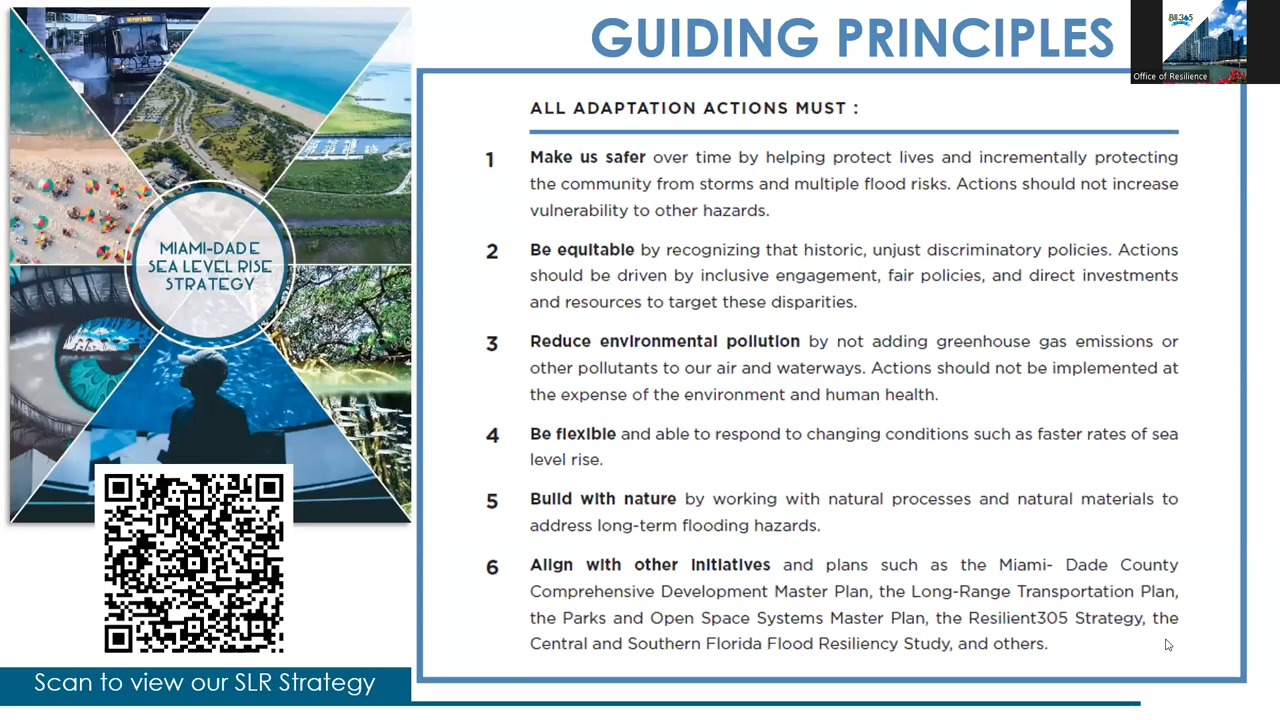 GUIDING PRINCIPLES
Office of Resilience
ALL ADAPTATION ACTIONS MUST :
1 Make us safer over time by helping protect lives and incrementally protecting
the community from storms and multiple flood risks. Actions should not increase
vulnerability to other hazards.
2 Be equitable by recognizing that historic, unjust discriminatory policies. Actions
should be driven by inclusive engagement, fair policies, and direct investments
and resources to target these disparities.
3 Reduce environmental pollution by not adding greenhouse gas emissions or
other pollutants to our air and waterways. Actions should not be implemented at
the expense of the environment and human health.
4 Be flexible and able to respond to changing conditions such as faster rates of sea
level rise.
5 Build with nature by working with natural processes and natural materials to
address long-term flooding hazards.
6 Align with other initiatives and plans such as the Miami- Dade County
Comprehensive Development Master Plan, the Long-Range Transportation Plan,
the Parks and Open Space Systems Master Plan, the Resilient305 Strategy, the
Central and Southern Florida Flood Resiliency Study, and others.
MIAMI-DADE
SEA LEVEL RISE
STRATEGY
Scan to view our SLR Strategy